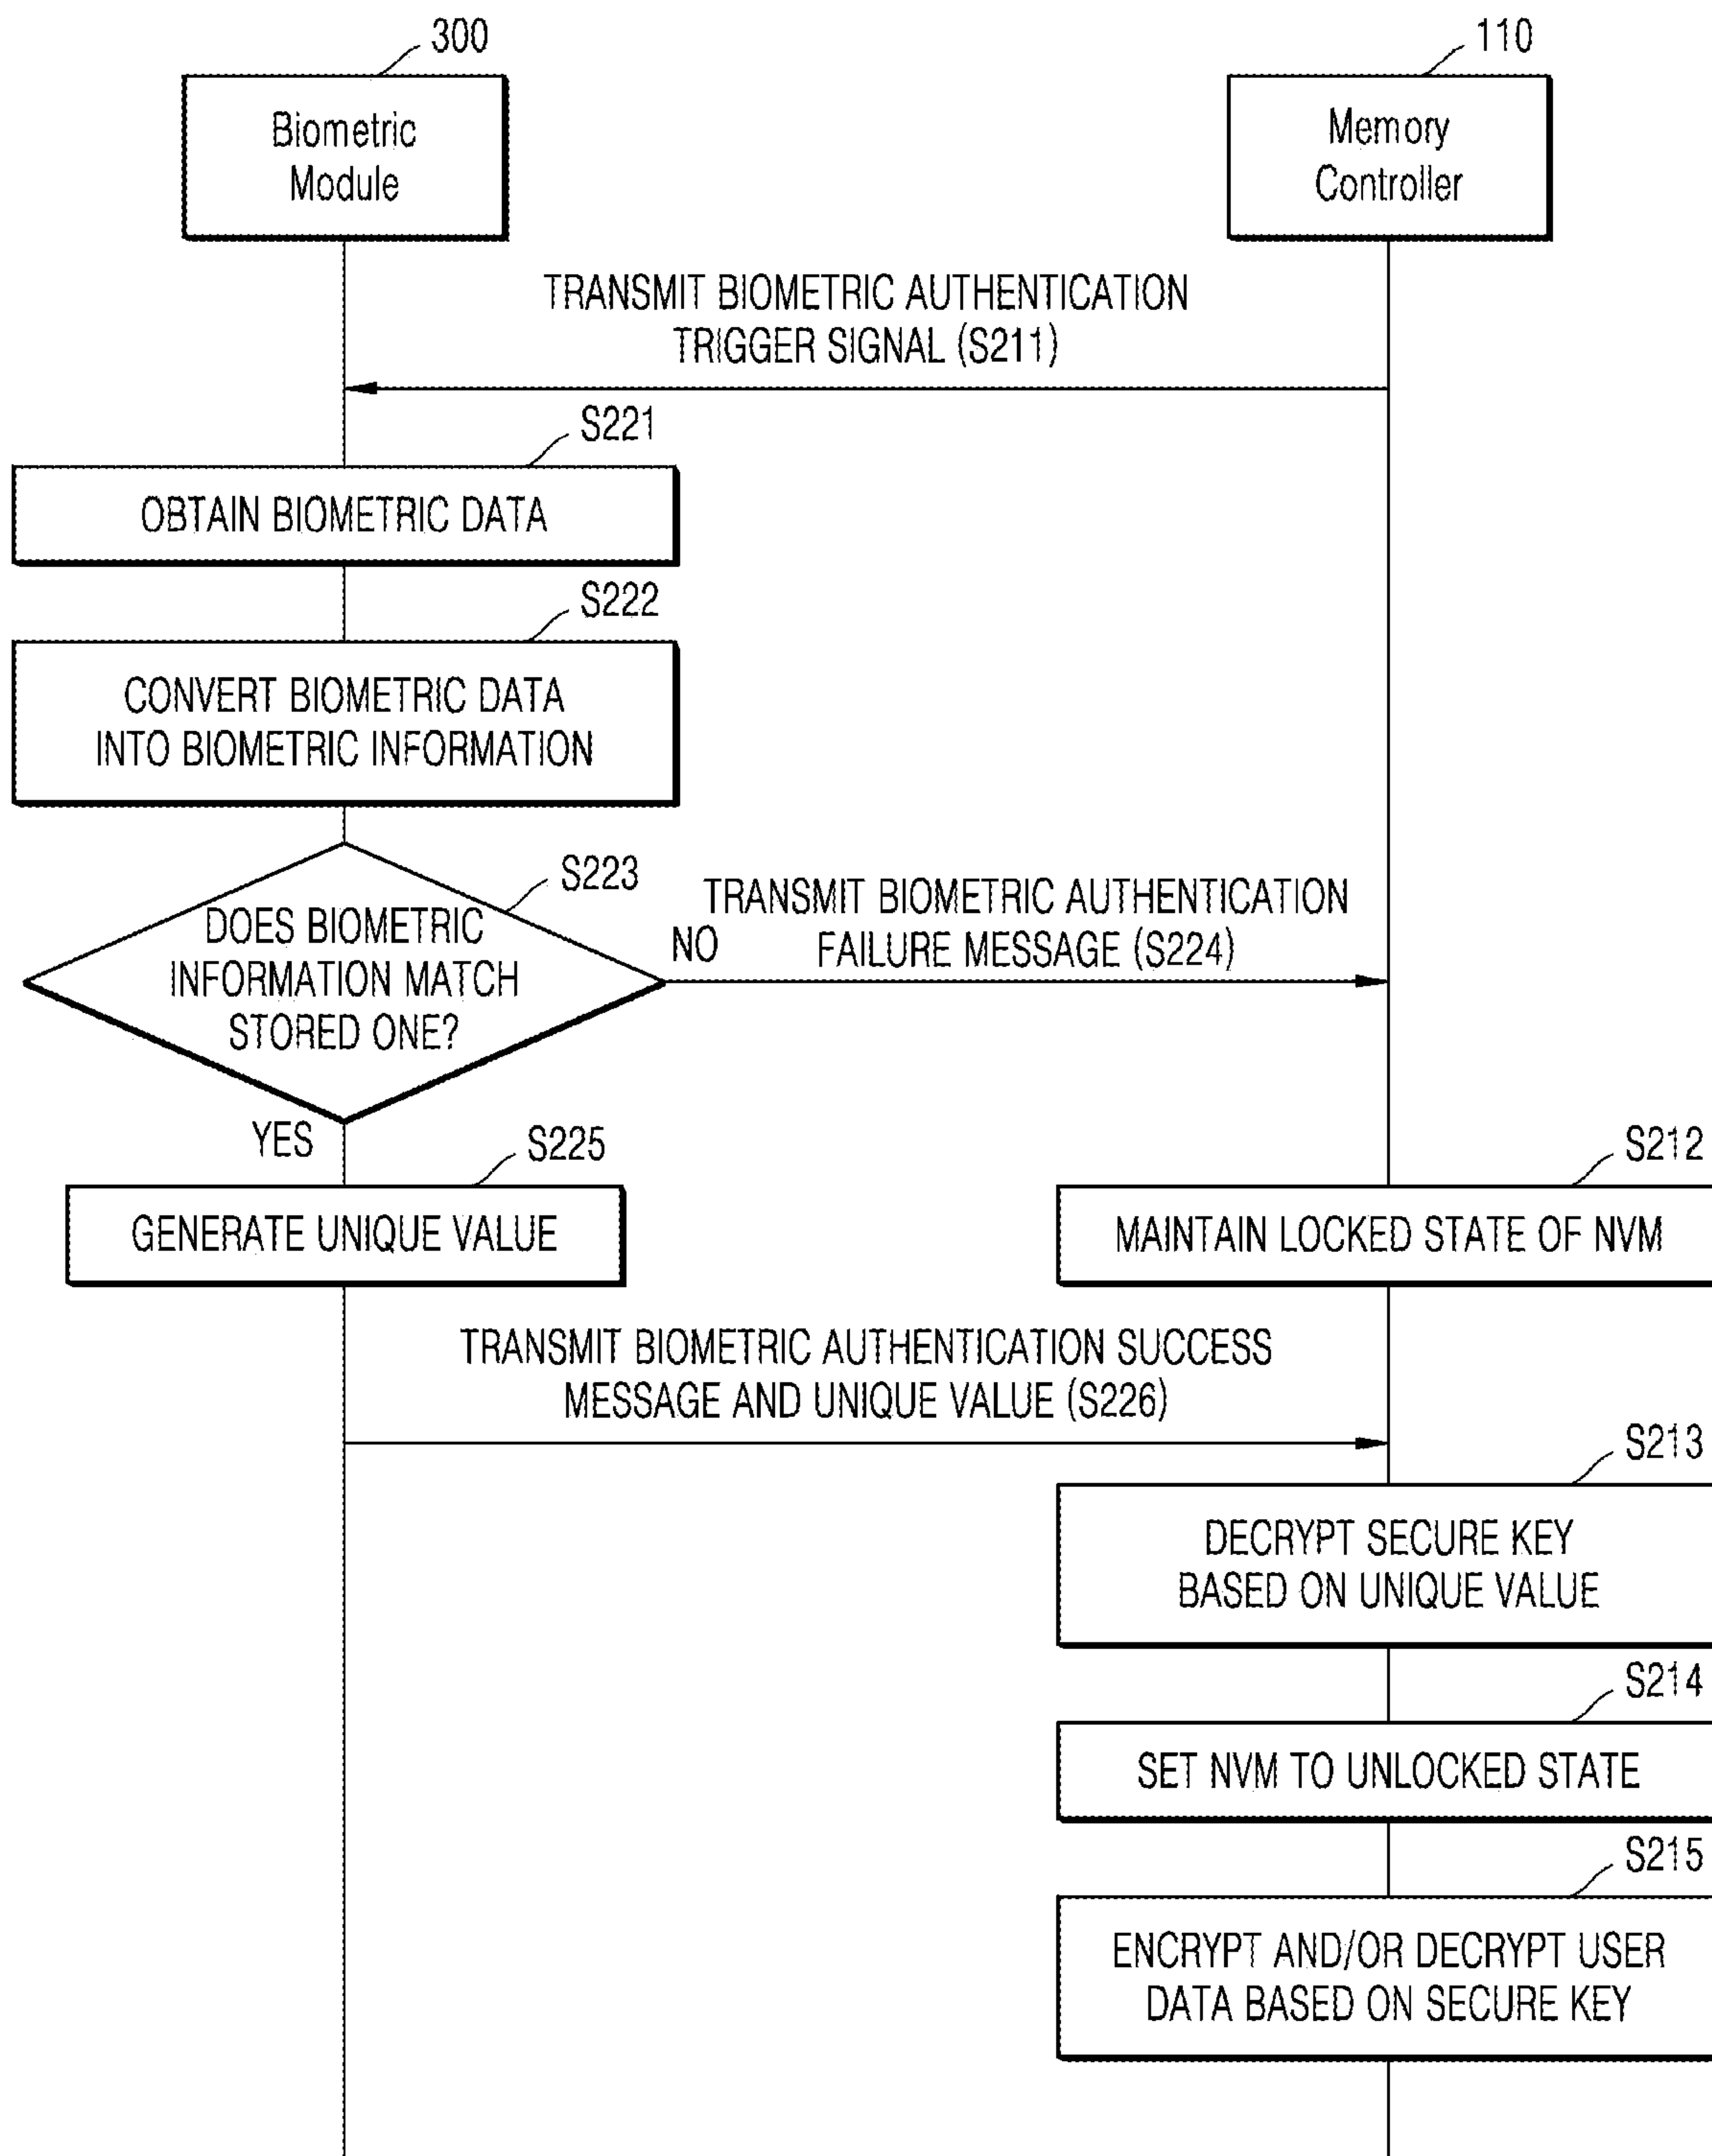 300
110
Biometric
Module
Memory
Controller
TRANSMIT BIOMETRIC AUTHENTICATION
TRIGGER SIGNAL (S211)
S221
OBTAIN BIOMETRIC DATA
S222
CONVERT BIOMETRIC DATA
INTO BIOMETRIC INFORMATION
S223
DOES BIOMETRIC
INFORMATION MATCH
STORED ONE?
TRANSMIT BIOMETRIC AUTHENTICATION
FAILURE MESSAGE (S224)
NO
YES
S225
GENERATE UNIQUE VALUE
S212
MAINTAIN LOCKED STATE OF NVM
TRANSMIT BIOMETRIC AUTHENTICATION SUCCESS
MESSAGE AND UNIQUE VALUE (S226)
S213
DECRYPT SECURE KEY
BASED ON UNIQUE VALUE
S214
SET NVM TO UNLOCKED STATE
S215
ENCRYPT AND/OR DECRYPT USER
DATA BASED ON SECURE KEY